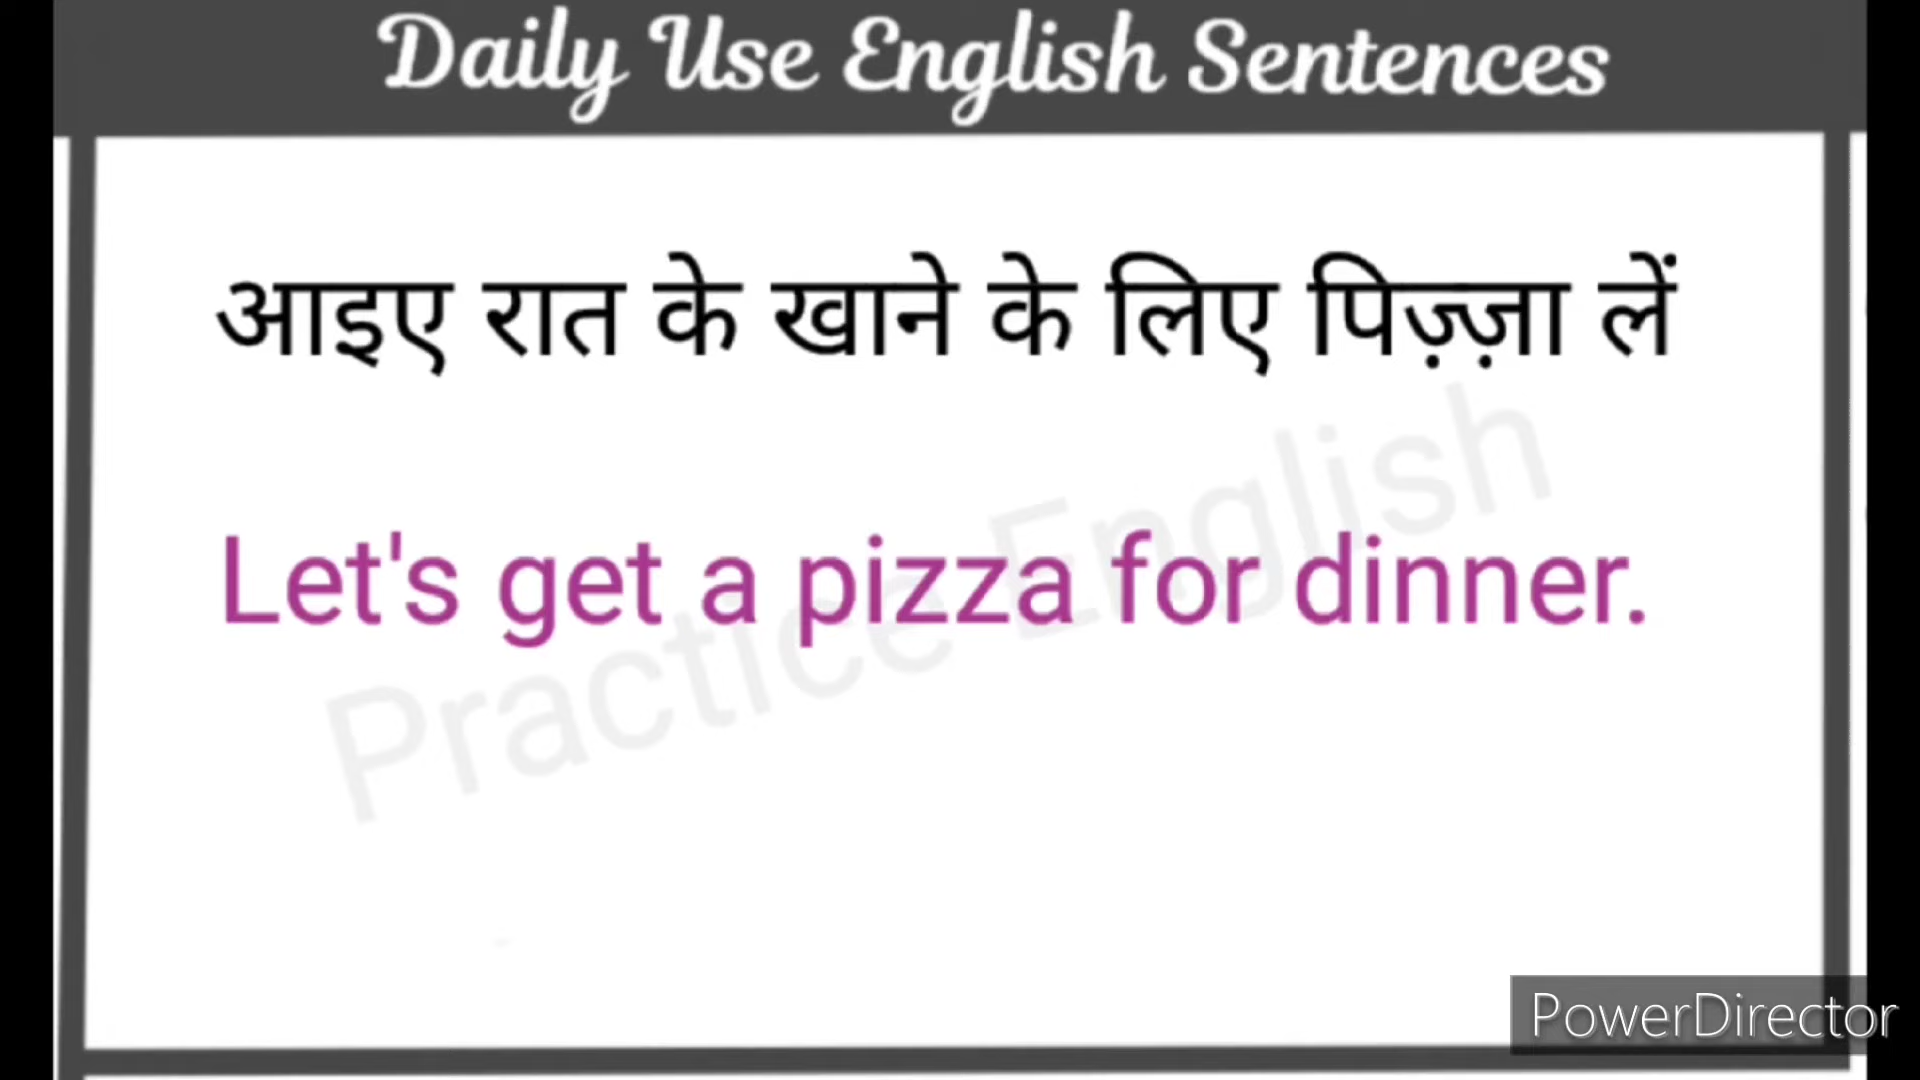 Daily Use English Sentences
आइए रात के खाने के लिए पिज़्ज़ा लें
Let's get a pizza for dinner.
Practice English
PowerDirector